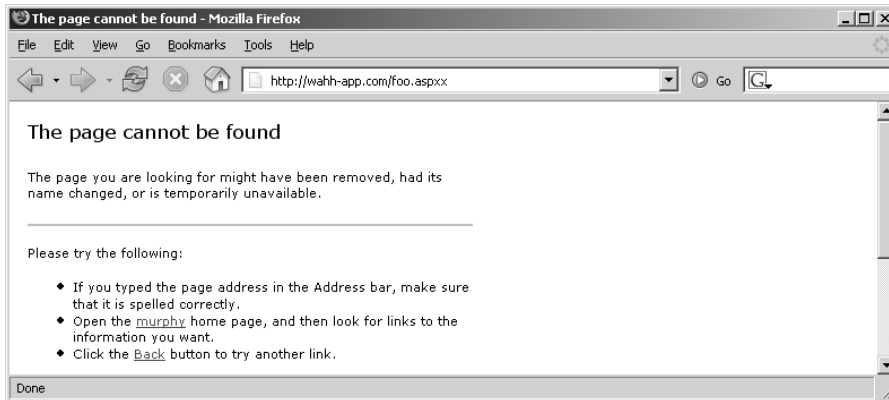 The page cannot be found - Mozilla Firefox
File Edit View Go Bookmarks Tools Help
http://wahh-app.com/foo.aspxx Go G
The page cannot be found
The page you are looking for might have been removed, had its
name changed, or is temporarily unavailable.
Please try the following:
If you typed the page address in the Address bar, make sure
that it is spelled correctly.
Open the murphy home page, and then look for links to the
information you want.
Click the Back button to try another link.
Done